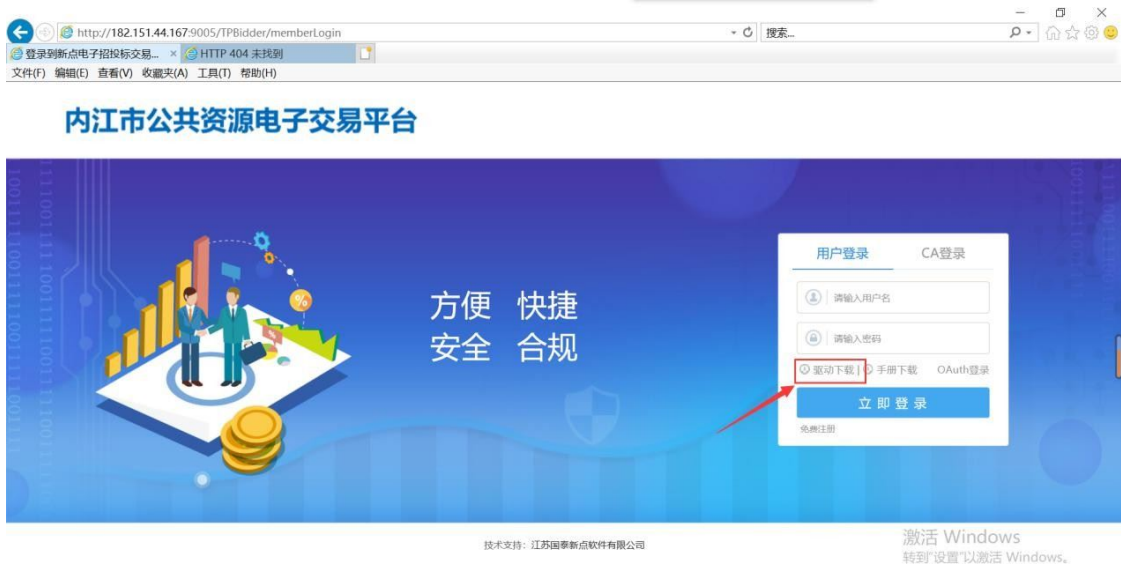 http://182.151.44.167:9005/TPBidder/memberLogin
搜索...
登录到新点电子招投标交易...
HTTP 404 未找到
文件(F) 编辑(E) 查看(V) 收藏夹(A) 工具(T) 帮助(H)
内江市公共资源电子交易平台
用户登录 CA登录
请输入用户名
方便 快捷
请输入密码
安全 合规
驱动下载 | 手册下载 OAuth登录
立即登录
免费注册
技术支持：江苏国泰新点软件有限公司
激活 Windows
转到"设置"以激活 Windows。